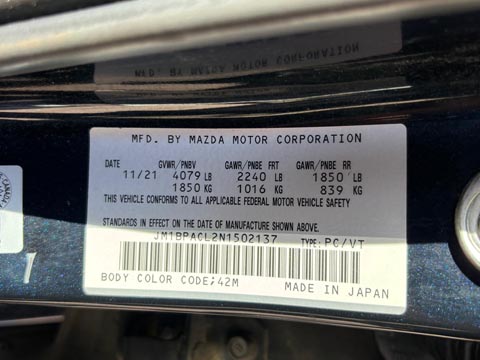 MFD. BY MAZDA MOTOR CORPORATION
GVWR/PNBV GAWR/PNBE FRT GAWR/PNBE RR
11/21 4079 LB 2240 LB 1850 LB
1850 KG 1016 KG 839 KG
THIS VEHICLE CONFORMS TO ALL APPLICABLE FEDERAL MOTOR VEHICLE SAFETY
STANDARDS IN EFFECT ON THE DATE OF MANUFACTURE SHOWN ABOVE.
JM1BPACL2N1502137 TYPE: PC/VT
BODY COLOR CODE;42M MADE IN JAPAN